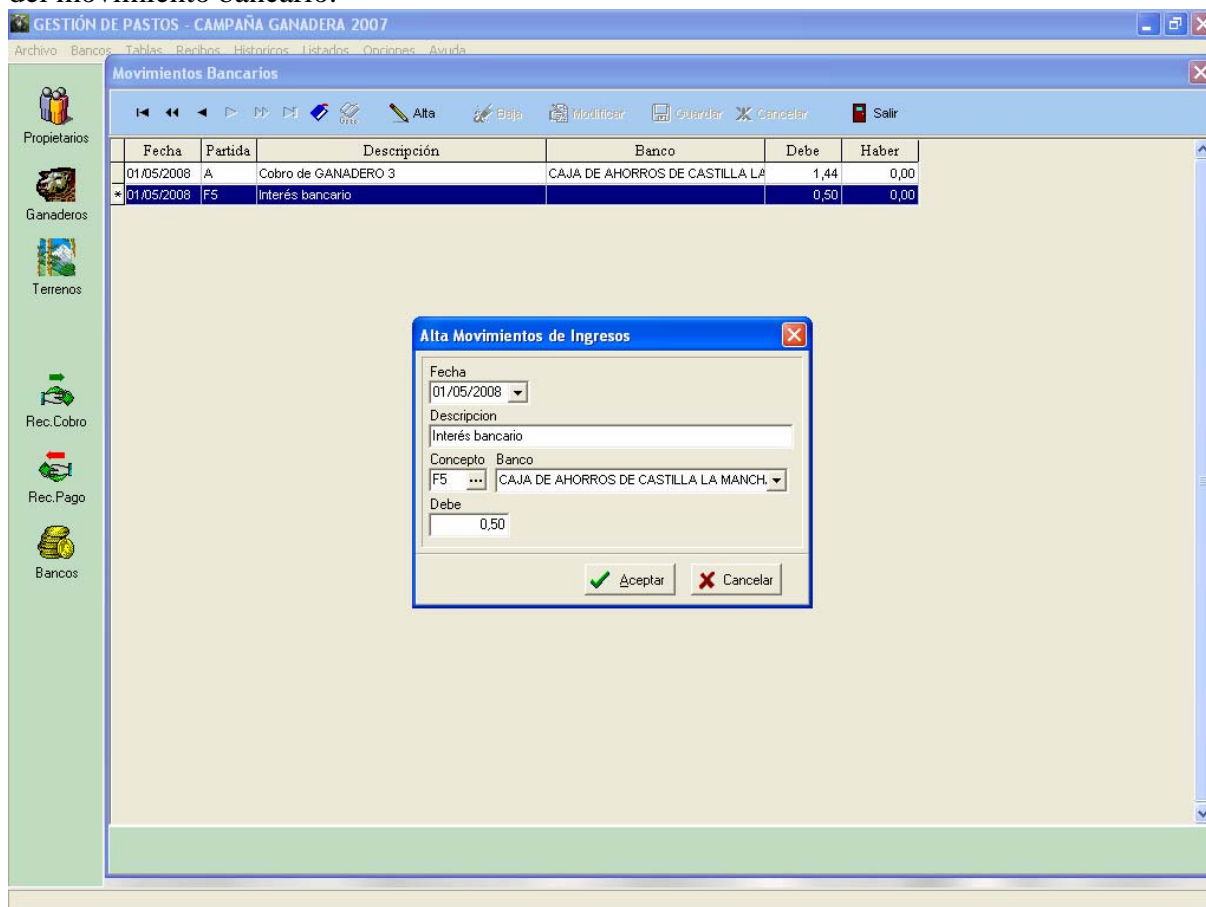 del movimiento bancario.
GESTIÓN DE PASTOS - CAMPAÑA GANADERA 2007
Archivo Bancos Tablas Recibos Historicos Listados Opciones Ayuda
Movimientos Bancarios
Alta Baja Modificar Guardar Cancelar Salir
Propietarios
Ganaderos
Terrenos
Rec.Cobro
Rec.Pago
Bancos
Fecha Partida Descripción Banco Debe Haber
01/05/2008 A Cobro de GANADERO 3 CAJA DE AHORROS DE CASTILLA LA 1,44 0,00
* 01/05/2008 F5 Interés bancario 0,50 0,00
Alta Movimientos de Ingresos
Fecha
01/05/2008
Descripcion
Interés bancario
Concepto Banco
F5 ... CAJA DE AHORROS DE CASTILLA LA MANCH.
Debe
0,50
Aceptar Cancelar